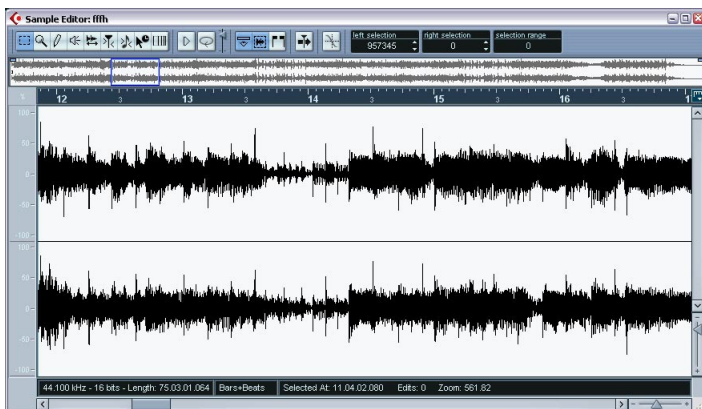 Sample Editor: fffh
left selection
957345
right selection
0
selection range
0
%
12 3 13 3 14 3 15 3 16 3 1
100
50
0
-50
-100
100
50
0
-50
-100
44.100 kHz - 16 bits - Length: 75.03.01.064 Bars+Beats Selected At: 11.04.02.080 Edits: 0 Zoom: 561.82